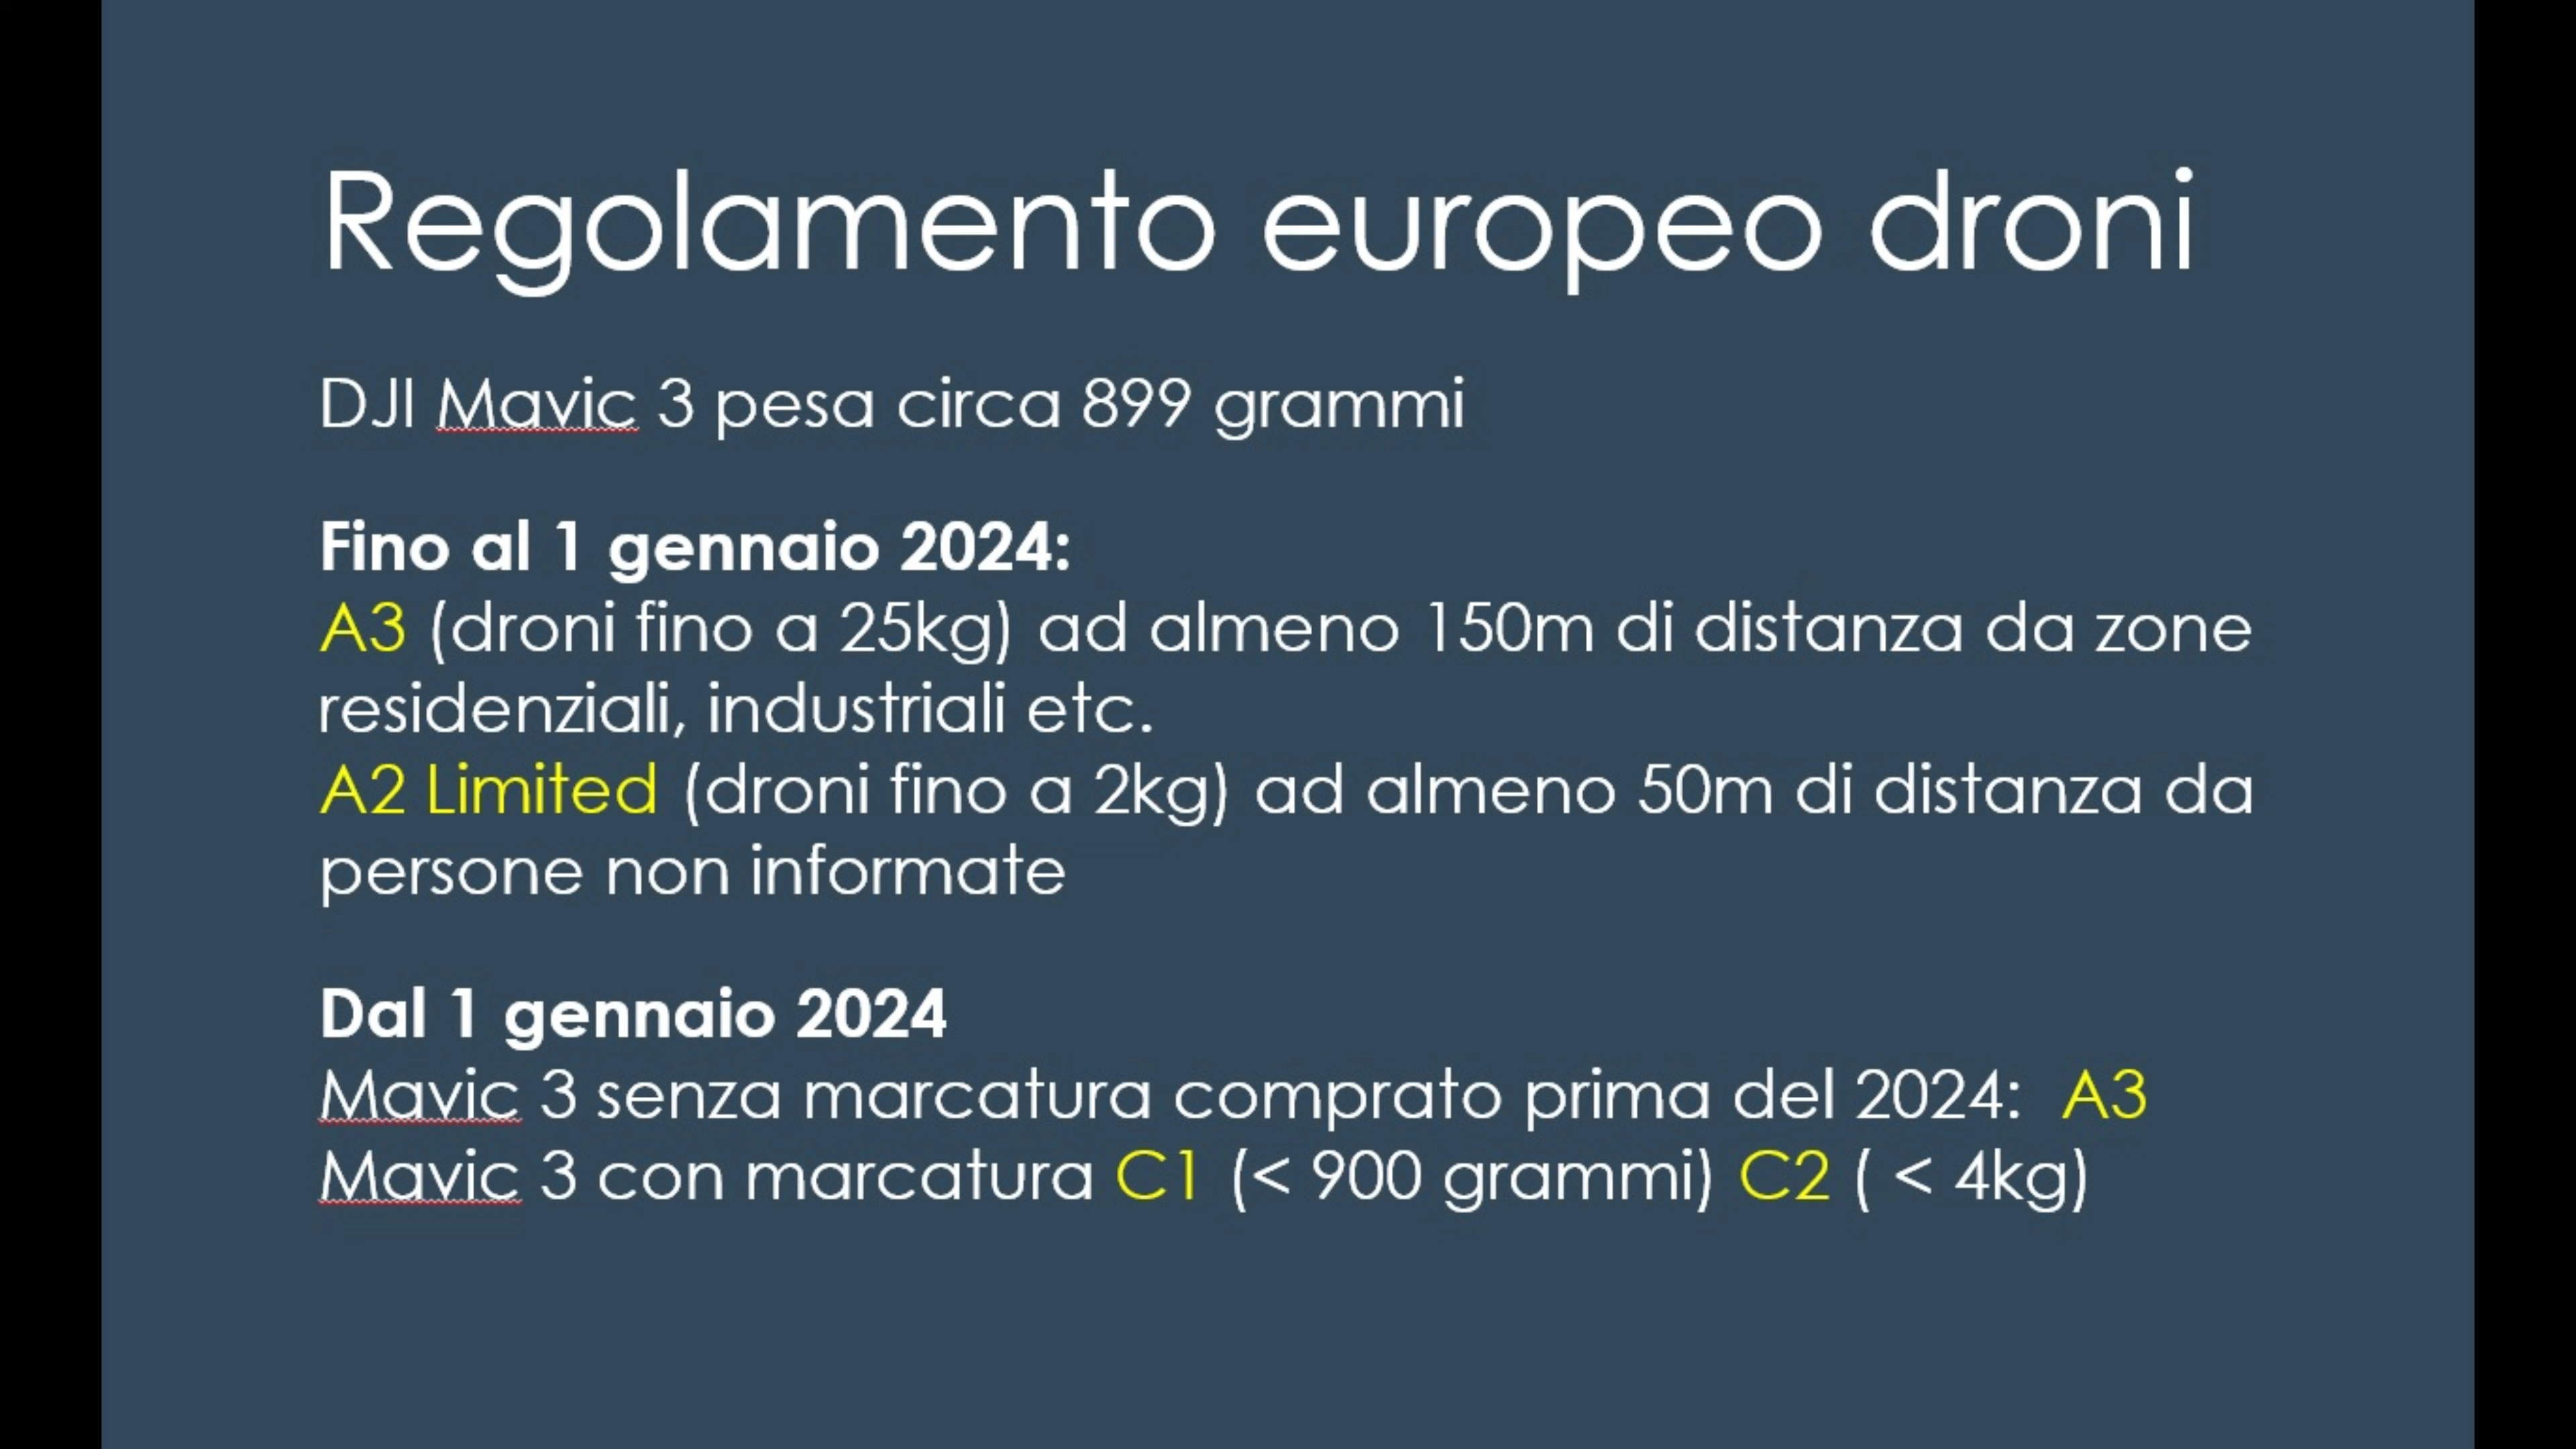 Regolamento europeo droni
DJI Mavic 3 pesa circa 899 grammi
Fino al 1 gennaio 2024:
A3 (droni fino a 25kg) ad almeno 150m di distanza da zone
residenziali, industriali etc.
A2 Limited (droni fino a 2kg) ad almeno 50m di distanza da
persone non informate
Dal 1 gennaio 2024
Mavic 3 senza marcatura comprato prima del 2024: A3
Mavic 3 con marcatura C1 (< 900 grammi) C2 ( < 4kg)